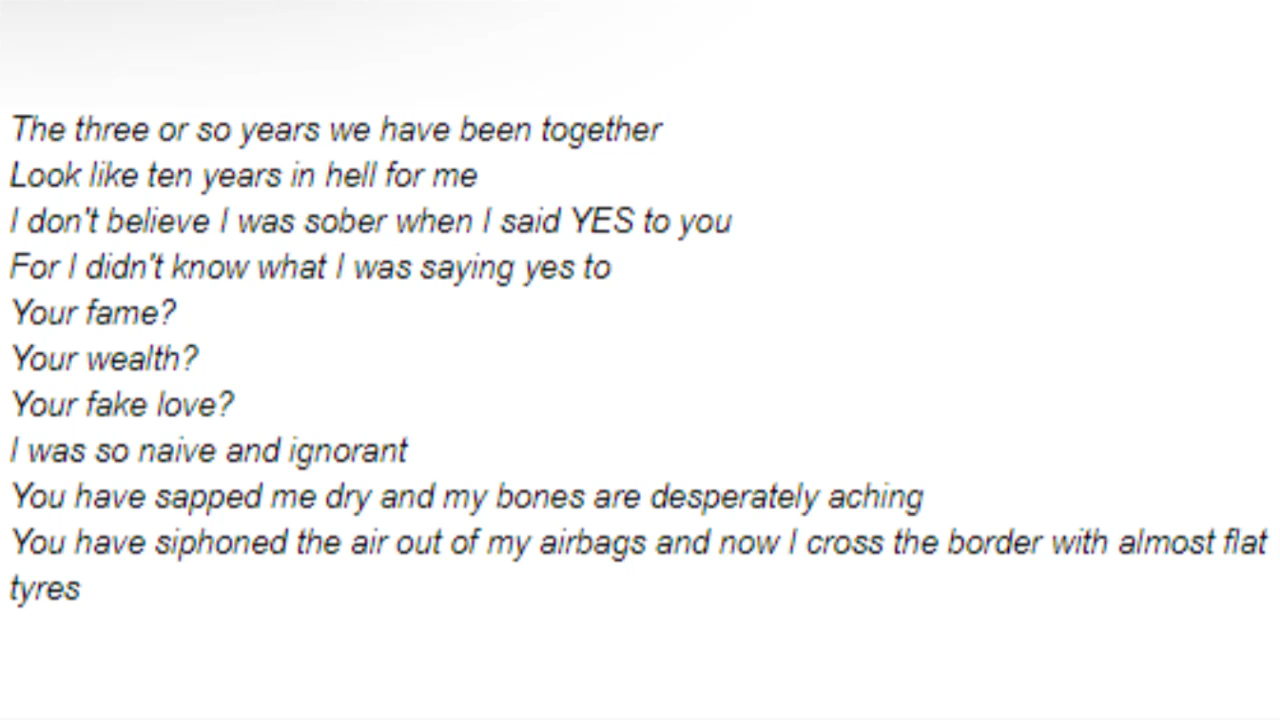 The three or so years we have been together
Look like ten years in hell for me
I don't believe I was sober when I said YES to you
For I didn't know what I was saying yes to
Your fame?
Your wealth?
Your fake love?
I was so naive and ignorant
You have sapped me dry and my bones are desperately aching
You have siphoned the air out of my airbags and now I cross the border with almost flat
tyres